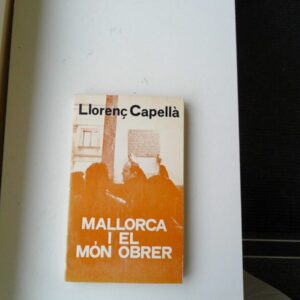 Llorenç Capellà
MALLORCA
I EL
MÓN OBRER